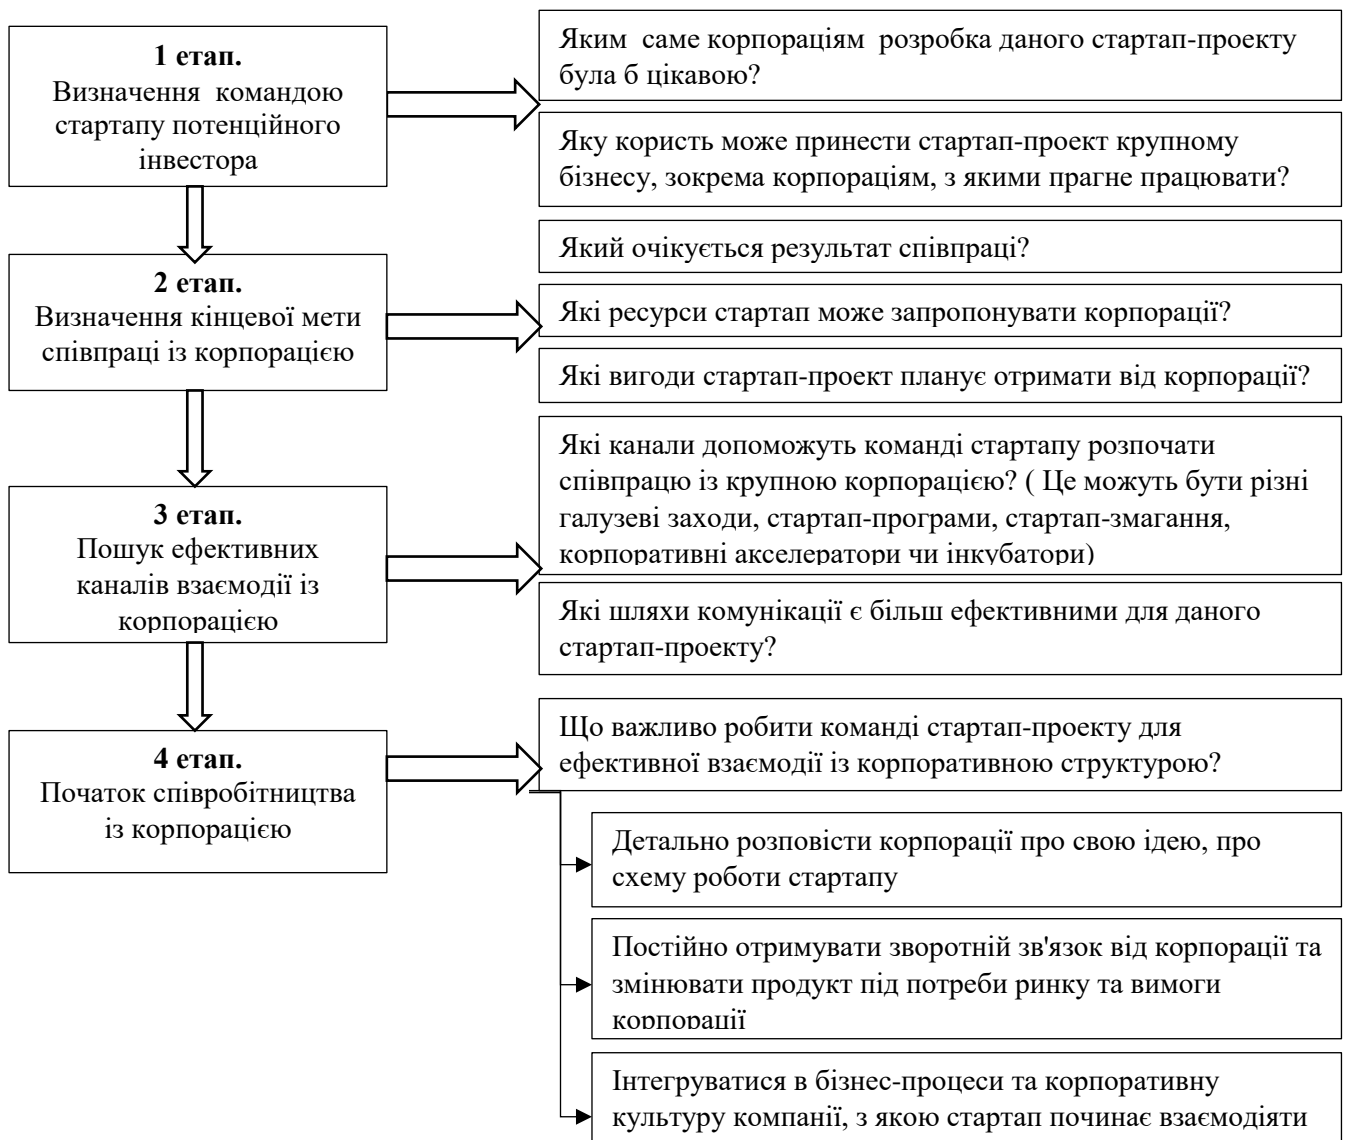 1 етап.
Визначення командою
стартапу потенційного
інвестора
Яким саме корпораціям розробка даного стартап-проекту
була б цікавою?
Яку користь може принести стартап-проект крупному
бізнесу, зокрема корпораціям, з якими прагне працювати?
2 етап.
Визначення кінцевої мети
співпраці із корпорацією
Який очікується результат співпраці?
Які ресурси стартап може запропонувати корпорації?
Які вигоди стартап-проект планує отримати від корпорації?
3 етап.
Пошук ефективних
каналів взаємодії із
корпорацією
Які канали допоможуть команді стартапу розпочати
співпрацю із крупною корпорацією? ( Це можуть бути різні
галузеві заходи, стартап-програми, стартап-змагання,
корпоративні акселератори чи інкубатори)
Які шляхи комунікації є більш ефективними для даного
стартап-проекту?
4 етап.
Початок співробітництва
із корпорацією
Що важливо робити команді стартап-проекту для
ефективної взаємодії із корпоративною структурою?
Детально розповісти корпорації про свою ідею, про
схему роботи стартапу
Постійно отримувати зворотній зв'язок від корпорації та
змінювати продукт під потреби ринку та вимоги
корпорації
Інтегруватися в бізнес-процеси та корпоративну
культуру компанії, з якою стартап починає взаємодіяти